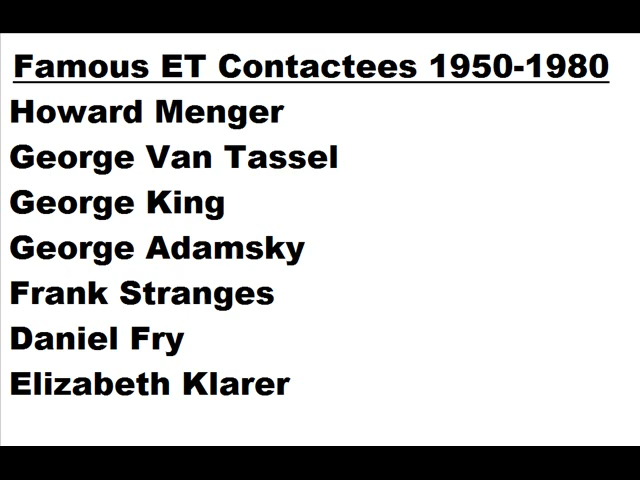 Famous ET Contactees 1950-1980
Howard Menger
George Van Tassel
George King
George Adamsky
Frank Stranges
Daniel Fry
Elizabeth Klarer